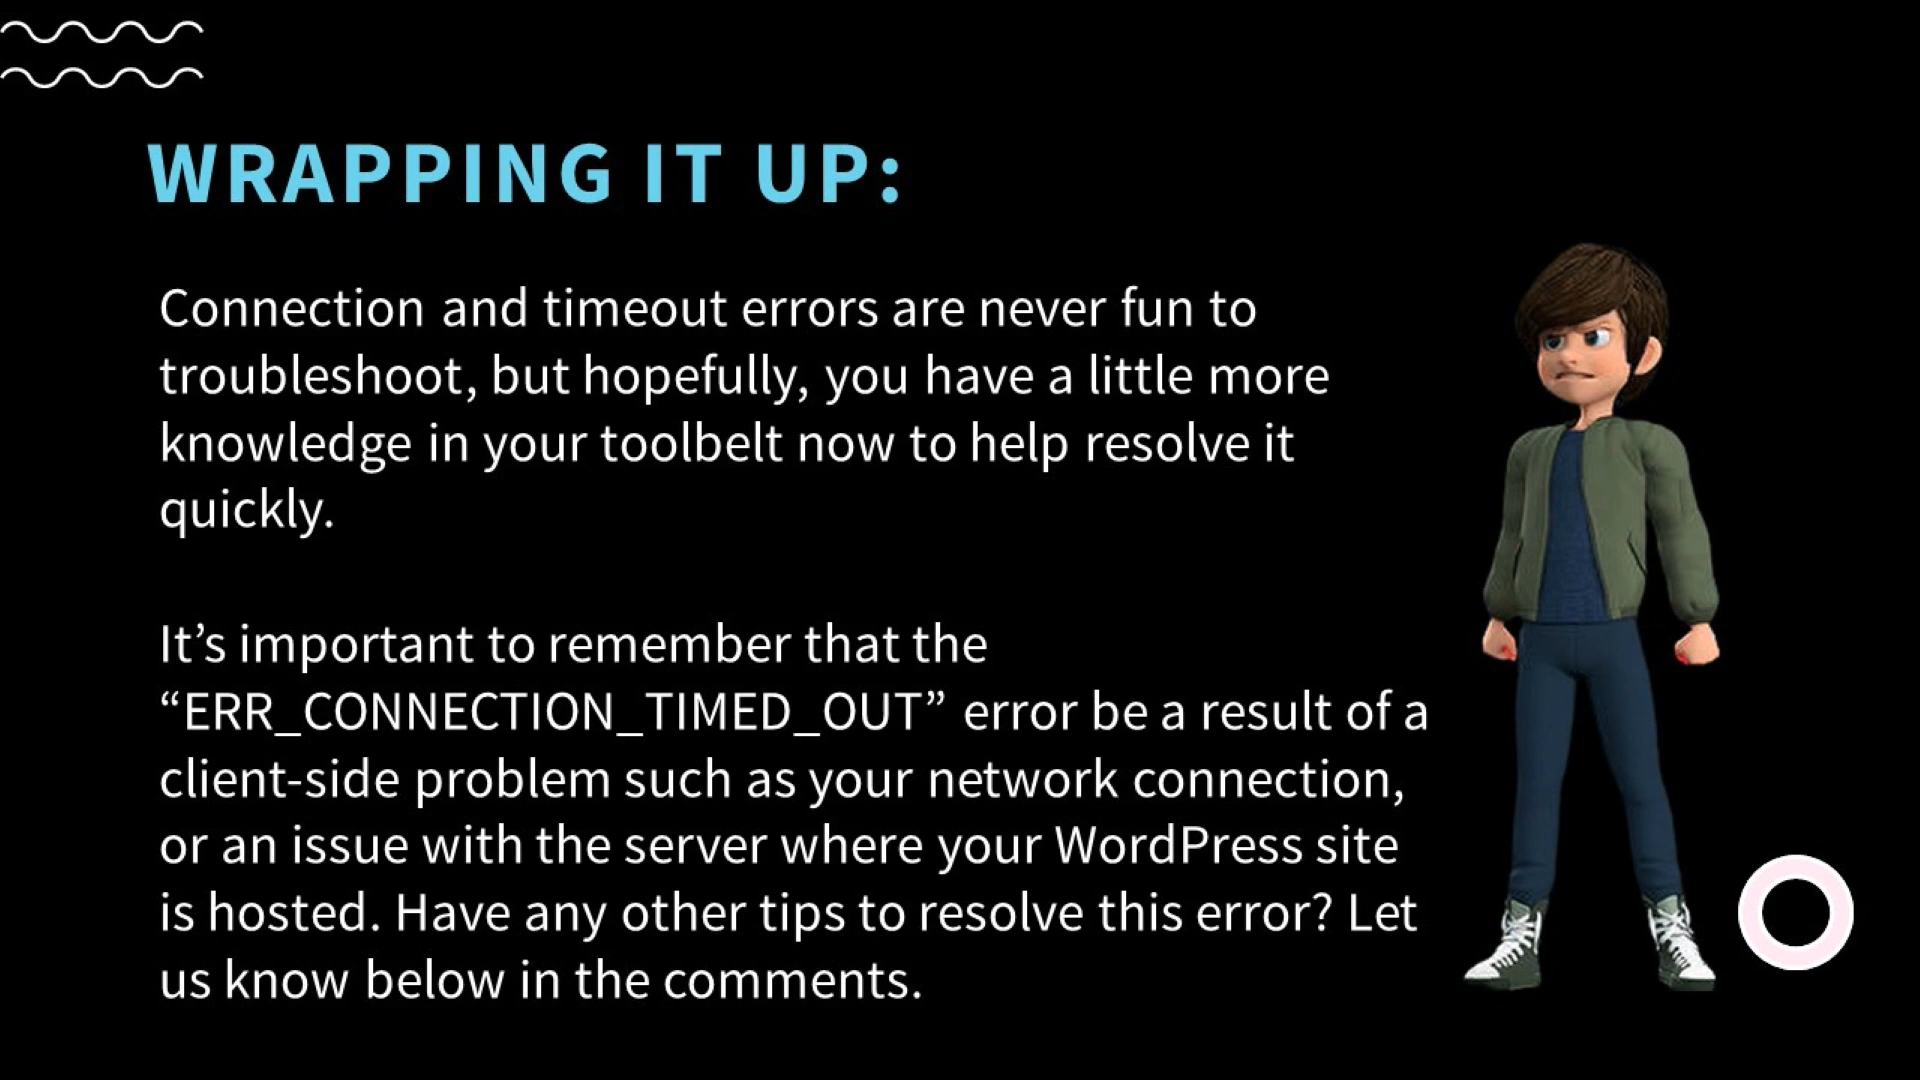 WRAPPING IT UP:
Connection and timeout errors are never fun to
troubleshoot, but hopefully, you have a little more
knowledge in your toolbelt now to help resolve it
quickly.
It’s important to remember that the
“ERR_CONNECTION_TIMED_OUT” error be a result of a
client-side problem such as your network connection,
or an issue with the server where your WordPress site
is hosted. Have any other tips to resolve this error? Let
us know below in the comments.